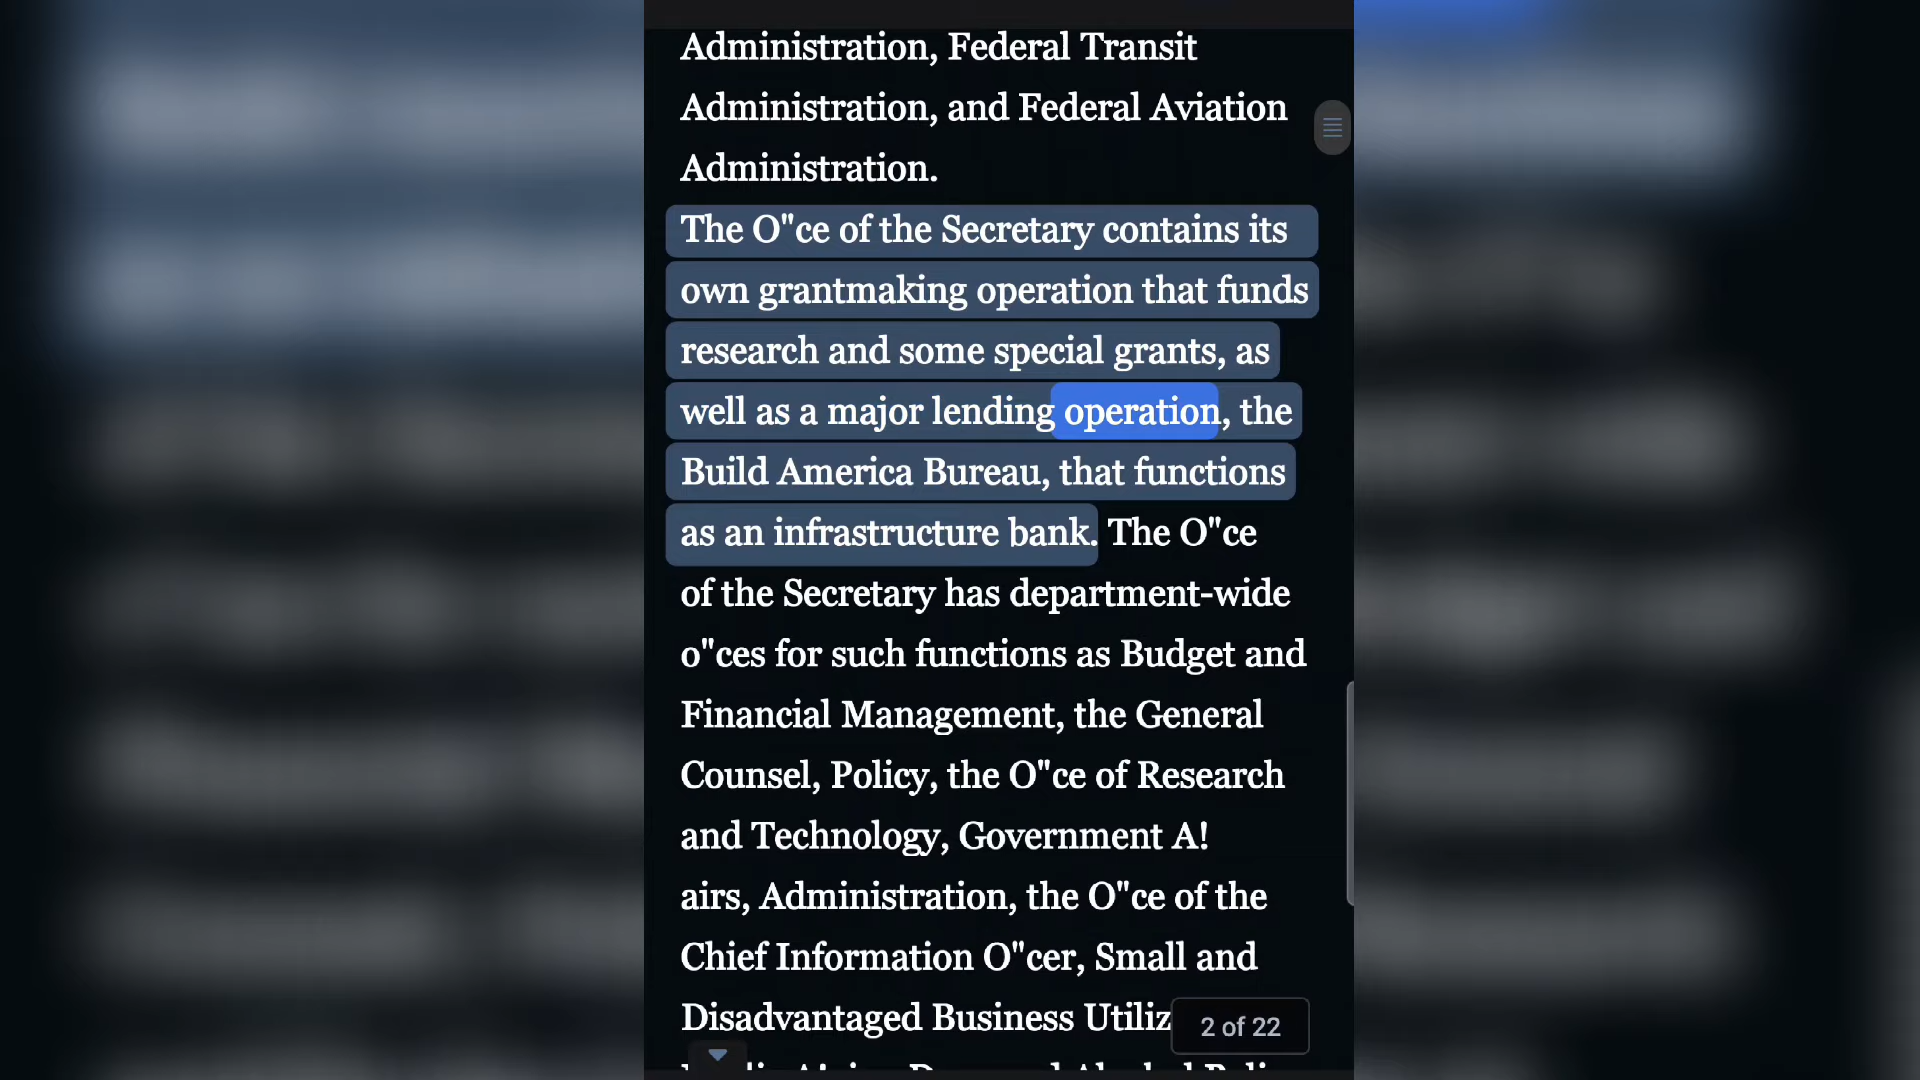 Administration, Federal Transit
Administration, and Federal Aviation
Administration.
The O"ce of the Secretary contains its
own grantmaking operation that funds
research and some special grants, as
well as a major lending operation, the
Build America Bureau, that functions
as an infrastructure bank. The O"ce
of the Secretary has department-wide
o"ces for such functions as Budget and
Financial Management, the General
Counsel, Policy, the O"ce of Research
and Technology, Government A!
airs, Administration, the O"ce of the
Chief Information O"cer, Small and
Disadvantaged Business Utiliz
2 of 22